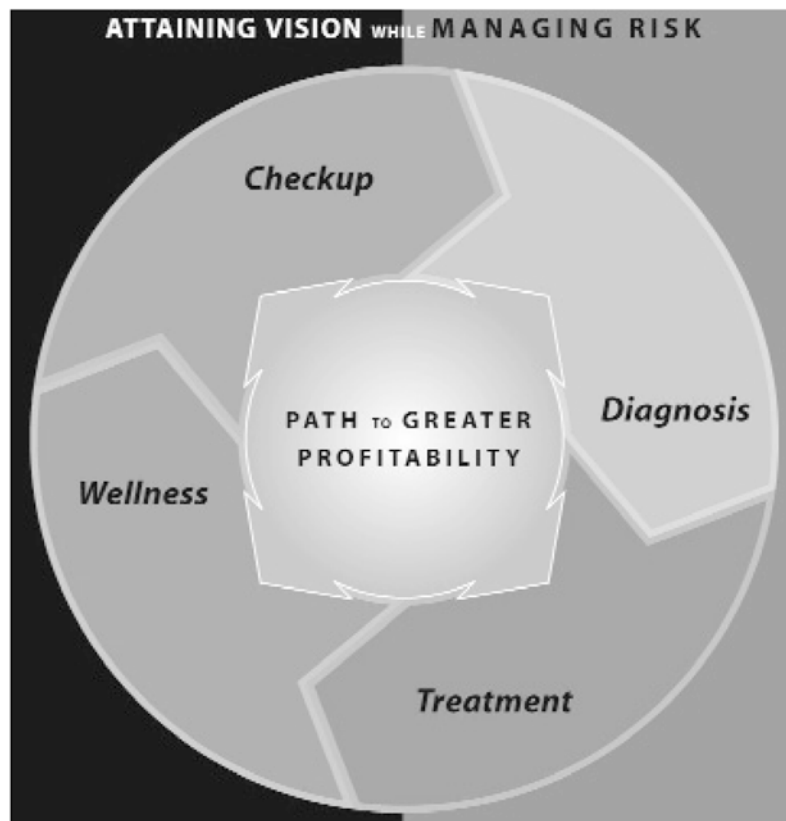 ATTAINING VISION WHILE MANAGING RISK
Checkup
Diagnosis
PATH TO GREATER
PROFITABILITY
Wellness
Treatment